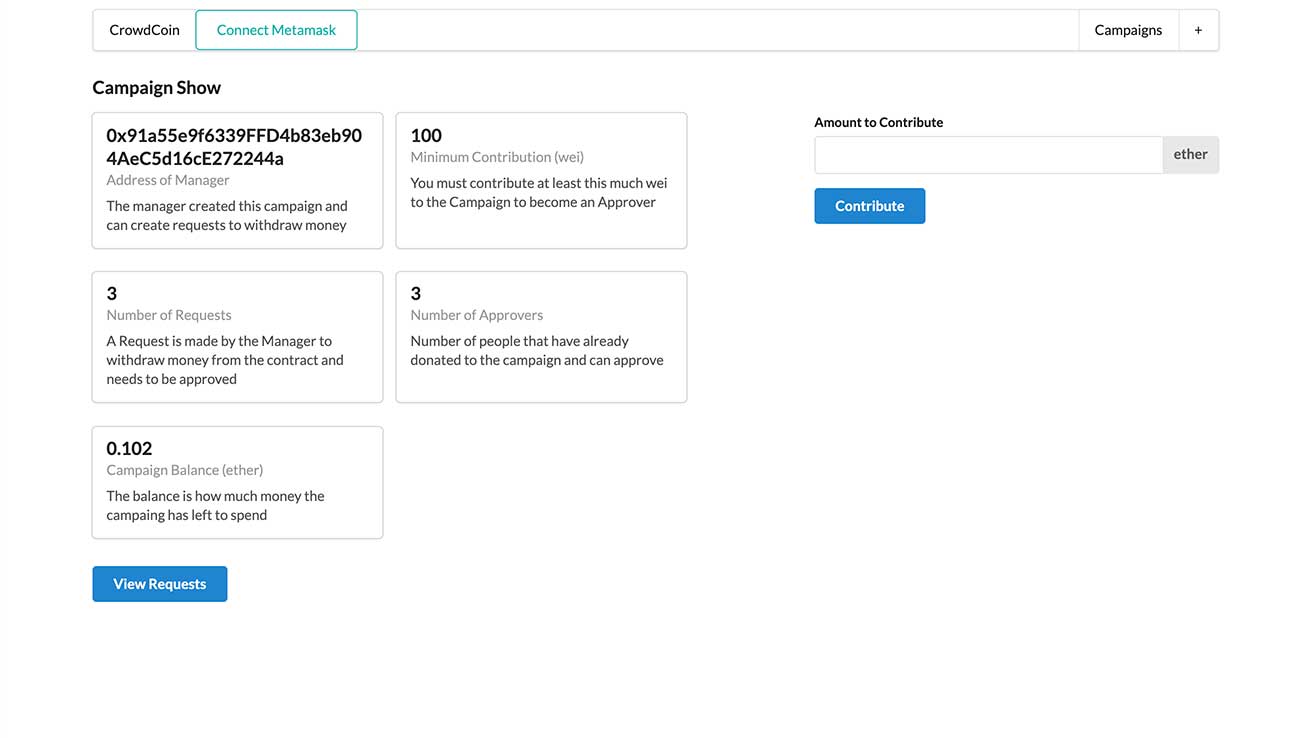 CrowdCoin
Connect Metamask
Campaigns
+
Campaign Show
0x91a55e9f6339FFD4b83eb90
4AeC5d16cE272244a
Address of Manager
The manager created this campaign and
can create requests to withdraw money
100
Minimum Contribution (wei)
You must contribute at least this much wei
to the Campaign to become an Approver
3
Number of Requests
A Request is made by the Manager to
withdraw money from the contract and
needs to be approved
3
Number of Approvers
Number of people that have already
donated to the campaign and can approve
0.102
Campaign Balance (ether)
The balance is how much money the
campaing has left to spend
View Requests
Amount to Contribute
ether
Contribute